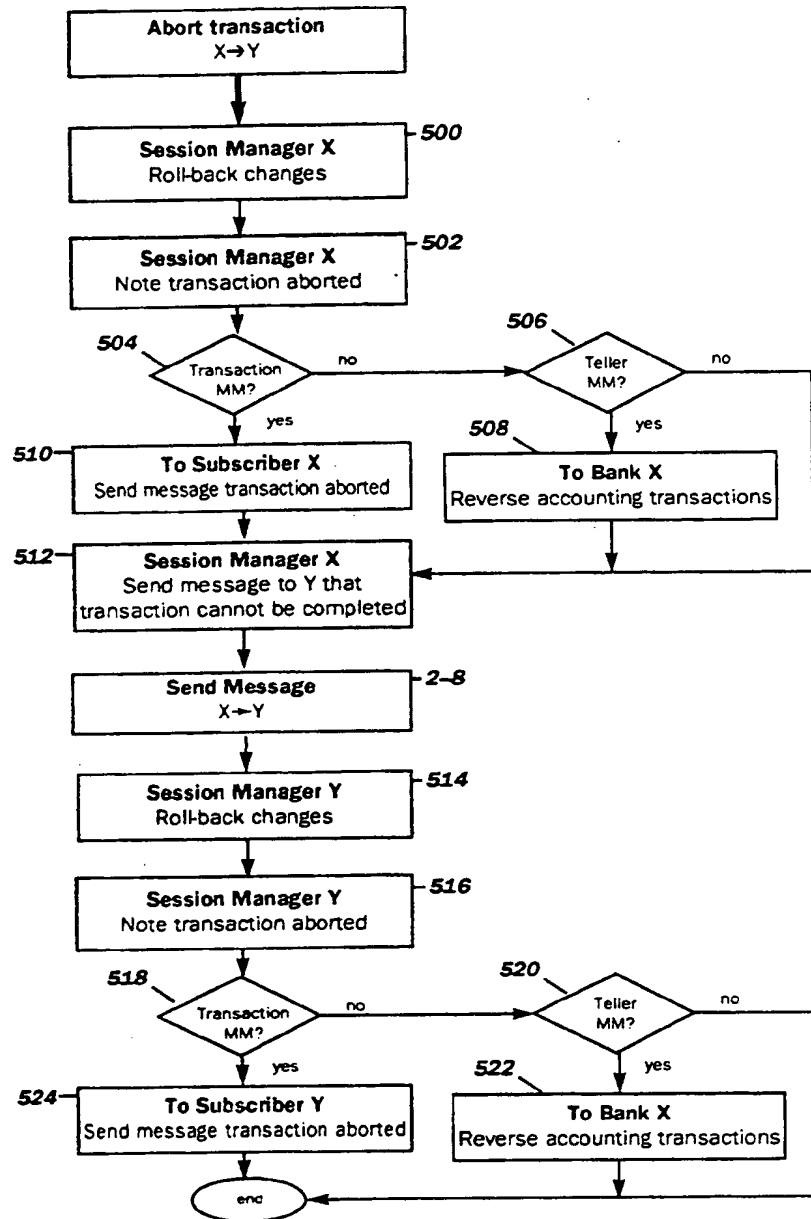 Abort transaction
X→Y
500
Session Manager X
Roll-back changes
502
Session Manager X
Note transaction aborted
504
Transaction
MM?
no
yes
506
Teller
MM?
no
yes
510
To Subscriber X
Send message transaction aborted
508
To Bank X
Reverse accounting transactions
512
Session Manager X
Send message to Y that
transaction cannot be completed
Send Message
X→Y
2-8
Session Manager Y
Roll-back changes
514
Session Manager Y
Note transaction aborted
516
518
Transaction
MM?
no
yes
520
Teller
MM?
no
yes
524
To Subscriber Y
Send message transaction aborted
522
To Bank X
Reverse accounting transactions
end